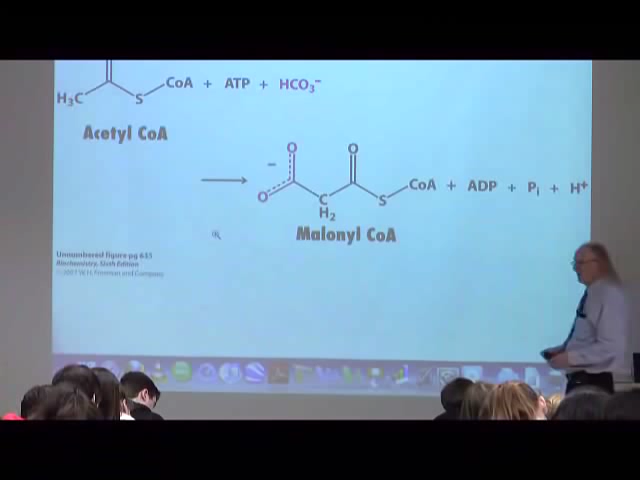 CoA + ATP + HCO₃⁻
H₃C S
Acetyl CoA
O O
−
CoA + ADP + Pᵢ + H⁺
O C S
H₂
Malonyl CoA
Unnumbered figure pg 635
Biochemistry, Sixth Edition
© 2007 W. H. Freeman and Company